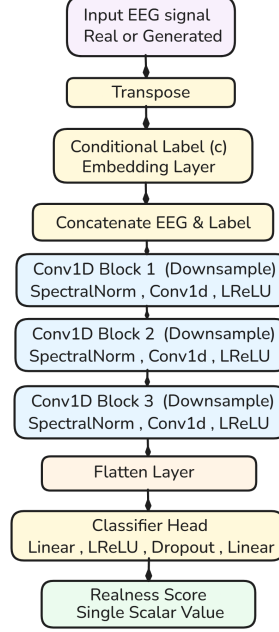 Input EEG signal
Real or Generated
Transpose
Conditional Label (c)
Embedding Layer
Concatenate EEG & Label
Conv1D Block 1 (Downsample)
SpectralNorm , Conv1d , LReLU
Conv1D Block 2 (Downsample)
SpectralNorm , Conv1d , LReLU
Conv1D Block 3 (Downsample)
SpectralNorm , Conv1d , LReLU
Flatten Layer
Classifier Head
Linear , LReLU , Dropout , Linear
Realness Score
Single Scalar Value